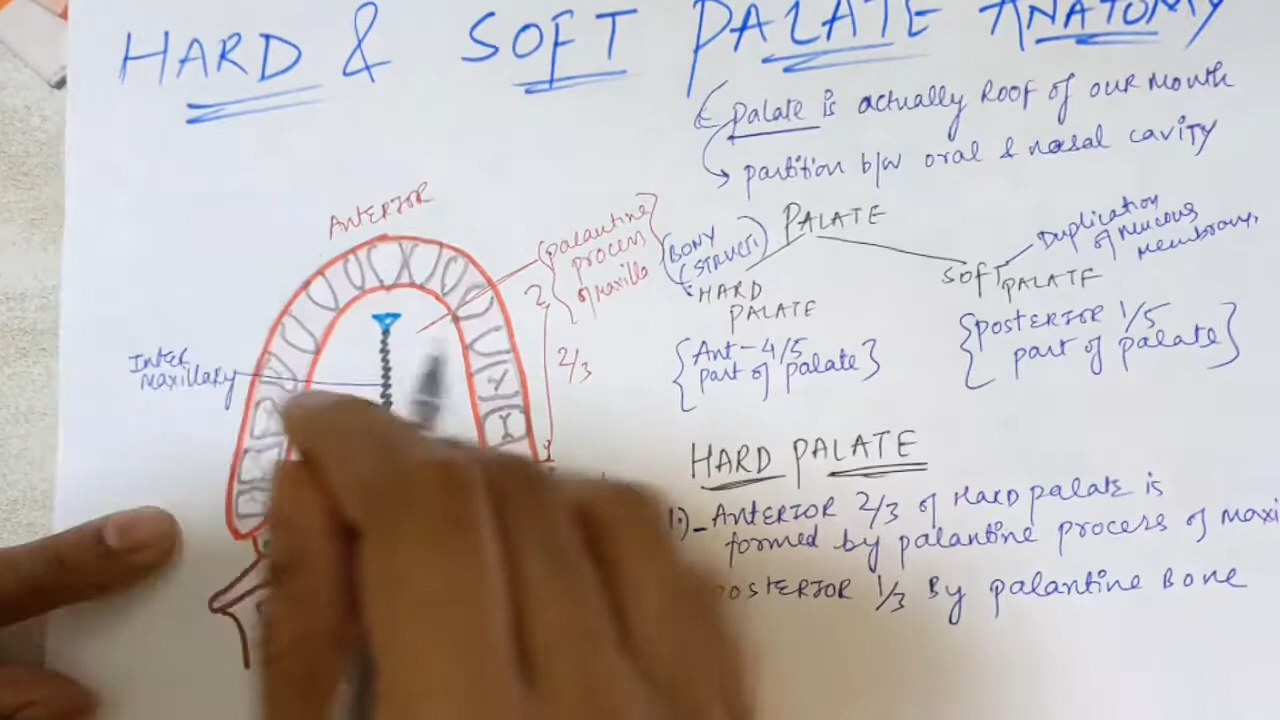 HARD & SOFT PALATE ANATOMY
palate is actually Roof of our Mouth
partition b/w oral & nasal cavity
ANTERIOR
(palantine
process
of Maxilla
2/3
Inter
Maxillary
PALATE
(BONY
(STRUCT)
HARD
PALATE
{Ant-4/5
part of palate}
SOFT
PALATE
Duplication
of Mucous
Membrany,
{POSTERIOR 1/5
part of palate}
HARD PALATE
1.)- ANTERIOR 2/3 of Hard palate is
formed by palantine process of maxi
POSTERIOR 1/3 By palantine Bone